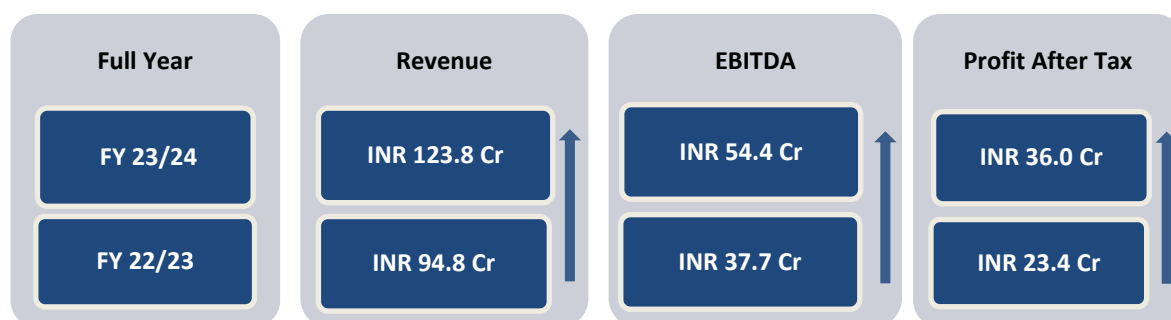 Full Year
FY 23/24
FY 22/23
Revenue
INR 123.8 Cr
INR 94.8 Cr
EBITDA
INR 54.4 Cr
INR 37.7 Cr
Profit After Tax
INR 36.0 Cr
INR 23.4 Cr